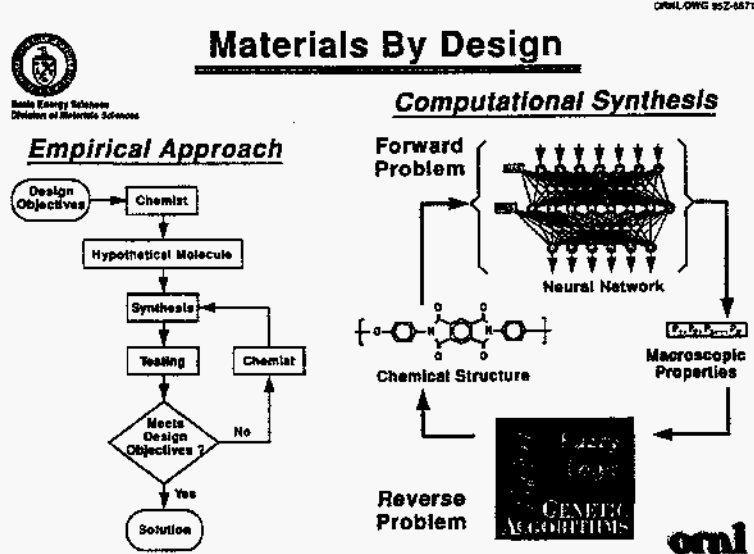 ORNL-DWG 95Z-6671
Materials By Design
Basic Energy Sciences
Division of Materials Sciences
Empirical Approach
Design
Objectives
Chemist
Hypothetical Molecule
Synthesis
Testing
Chemist
Meets
Design
Objectives ?
No
Yes
Solution
Computational Synthesis
Forward
Problem
Neural Network
Chemical Structure
Macroscopic
Properties
Reverse
Problem
Fuzzy
Logic
GENETIC
ALGORITHMS
ornl